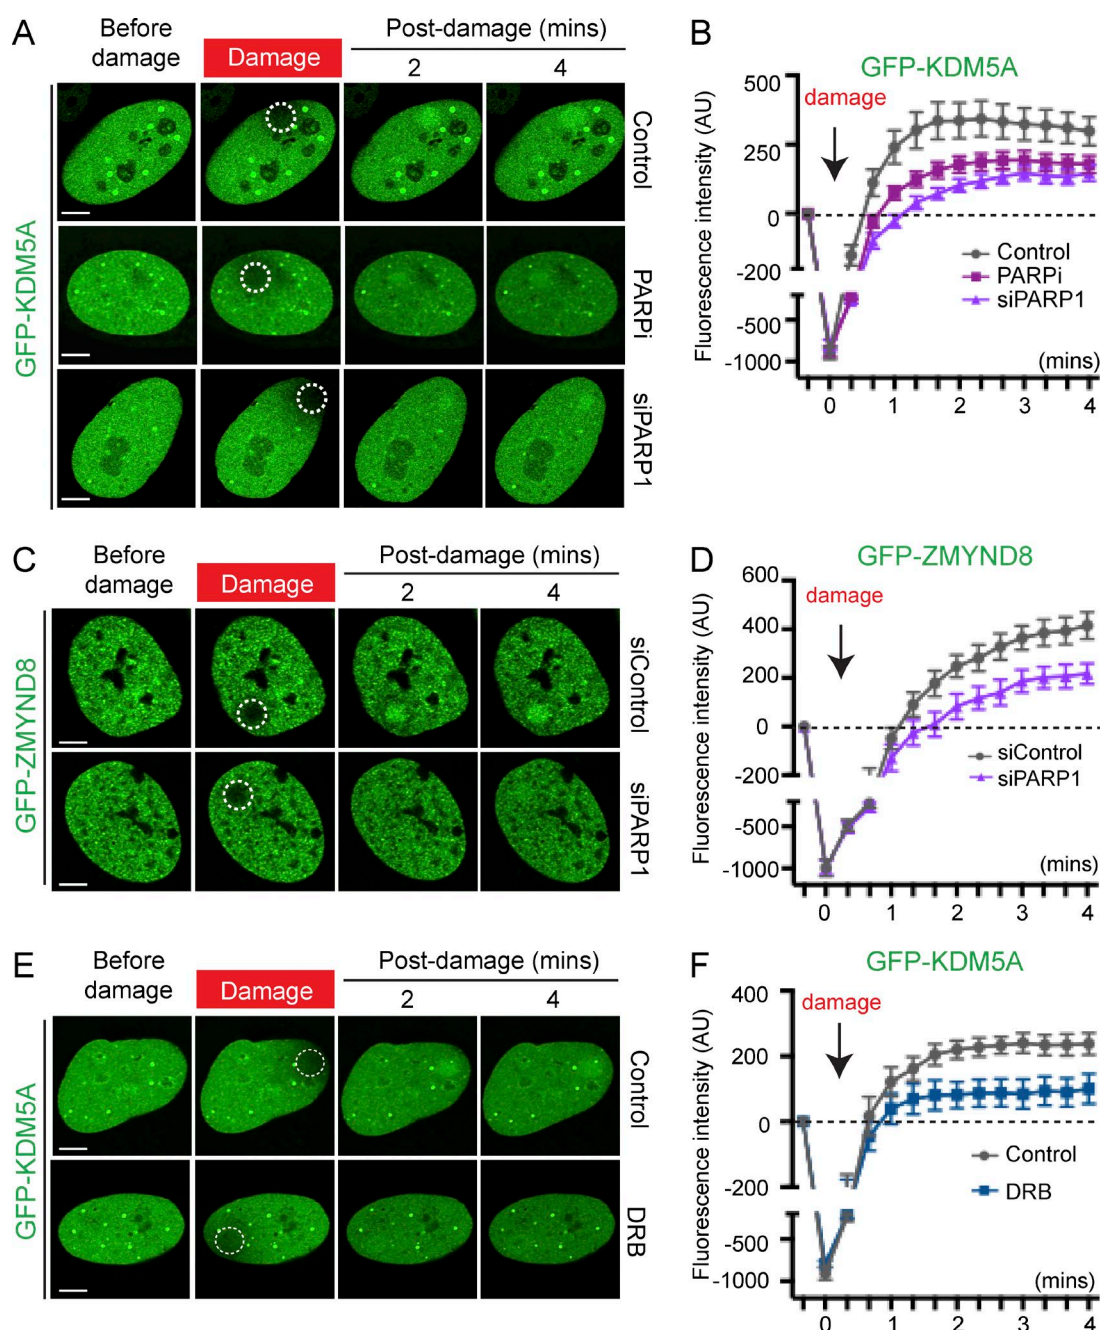 A
Before
damage
Damage
Post-damage (mins)
2
4
GFP-KDM5A
Control
PARPi
siPARP1
B
GFP-KDM5A
damage
Fluorescence intensity (AU)
500
250
0
-200
-500
-1000
Control
PARPi
siPARP1
(mins)
0
1
2
3
4
C
Before
damage
Damage
Post-damage (mins)
2
4
GFP-ZMYND8
siControl
siPARP1
D
GFP-ZMYND8
damage
Fluorescence intensity (AU)
600
400
200
0
-200
-500
-1000
siControl
siPARP1
(mins)
0
1
2
3
4
E
Before
damage
Damage
Post-damage (mins)
2
4
GFP-KDM5A
Control
DRB
F
GFP-KDM5A
damage
Fluorescence intensity (AU)
400
200
0
-200
-500
-1000
Control
DRB
(mins)
0
1
2
3
4